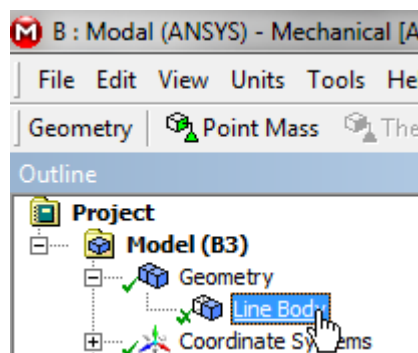 B : Modal (ANSYS) - Mechanical [A
File Edit View Units Tools He
Geometry Point Mass The
Outline
Project
Model (B3)
Geometry
Line Body
Coordinate Systems